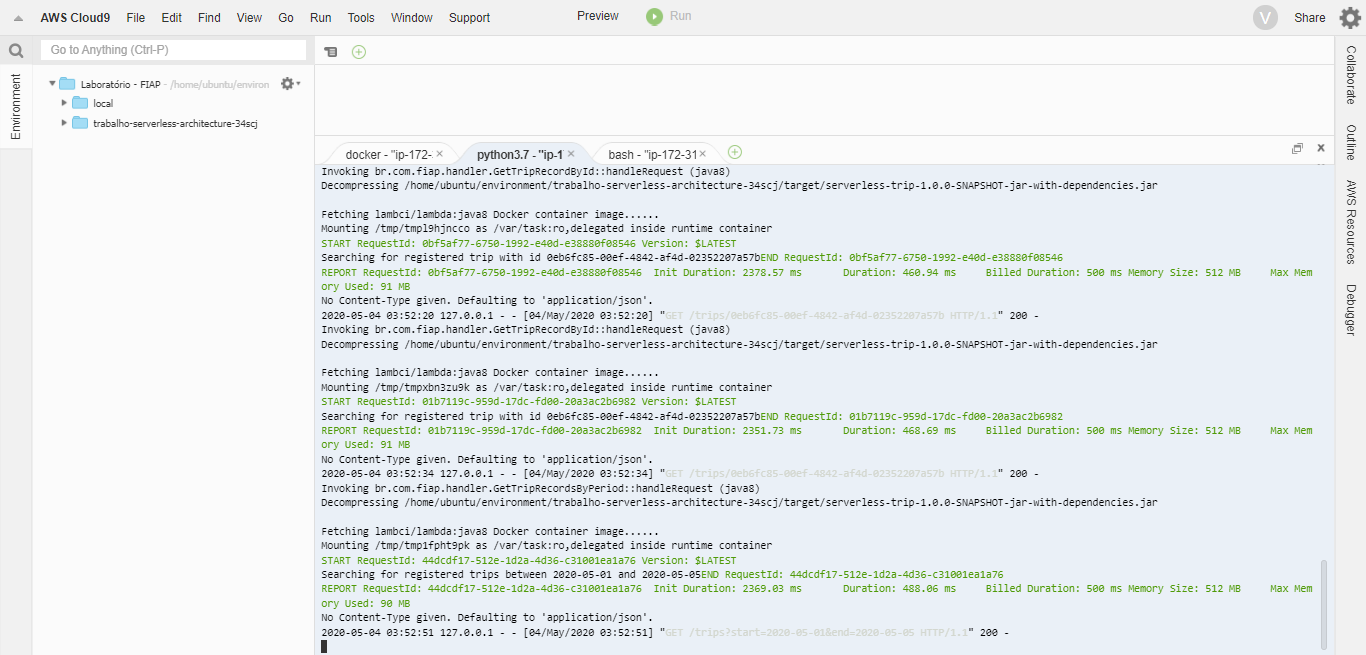 AWS Cloud9 File Edit Find View Go Run Tools Window Support Preview Run V Share
Go to Anything (Ctrl-P)
Environment
Laboratório - FIAP - /home/ubuntu/environ
local
trabalho-serverless-architecture-34scj
docker - "ip-172- × python3.7 - "ip-1 × bash - "ip-172-31 ×
Invoking br.com.fiap.handler.GetTripRecordById::handleRequest (java8)
Decompressing /home/ubuntu/environment/trabalho-serverless-architecture-34scj/target/serverless-trip-1.0.0-SNAPSHOT-jar-with-dependencies.jar
Fetching lambci/lambda:java8 Docker container image......
Mounting /tmp/tmpl9hjncco as /var/task:ro,delegated inside runtime container
START RequestId: 0bf5af77-6750-1992-e40d-e38880f08546 Version: $LATEST
Searching for registered trip with id 0eb6fc85-00ef-4842-af4d-02352207a57bEND RequestId: 0bf5af77-6750-1992-e40d-e38880f08546
REPORT RequestId: 0bf5af77-6750-1992-e40d-e38880f08546 Init Duration: 2378.57 ms Duration: 460.94 ms Billed Duration: 500 ms Memory Size: 512 MB Max Mem
ory Used: 91 MB
No Content-Type given. Defaulting to 'application/json'.
2020-05-04 03:52:20 127.0.0.1 - - [04/May/2020 03:52:20] "GET /trips/0eb6fc85-00ef-4842-af4d-02352207a57b HTTP/1.1" 200 -
Invoking br.com.fiap.handler.GetTripRecordById::handleRequest (java8)
Decompressing /home/ubuntu/environment/trabalho-serverless-architecture-34scj/target/serverless-trip-1.0.0-SNAPSHOT-jar-with-dependencies.jar
Fetching lambci/lambda:java8 Docker container image......
Mounting /tmp/tmpxbn3zu9k as /var/task:ro,delegated inside runtime container
START RequestId: 01b7119c-959d-17dc-fd00-20a3ac2b6982 Version: $LATEST
Searching for registered trip with id 0eb6fc85-00ef-4842-af4d-02352207a57bEND RequestId: 01b7119c-959d-17dc-fd00-20a3ac2b6982
REPORT RequestId: 01b7119c-959d-17dc-fd00-20a3ac2b6982 Init Duration: 2351.73 ms Duration: 468.69 ms Billed Duration: 500 ms Memory Size: 512 MB Max Mem
ory Used: 91 MB
No Content-Type given. Defaulting to 'application/json'.
2020-05-04 03:52:34 127.0.0.1 - - [04/May/2020 03:52:34] "GET /trips/0eb6fc85-00ef-4842-af4d-02352207a57b HTTP/1.1" 200 -
Invoking br.com.fiap.handler.GetTripRecordsByPeriod::handleRequest (java8)
Decompressing /home/ubuntu/environment/trabalho-serverless-architecture-34scj/target/serverless-trip-1.0.0-SNAPSHOT-jar-with-dependencies.jar
Fetching lambci/lambda:java8 Docker container image......
Mounting /tmp/tmp1fpht9pk as /var/task:ro,delegated inside runtime container
START RequestId: 44dcdf17-512e-1d2a-4d36-c31001ea1a76 Version: $LATEST
Searching for registered trips between 2020-05-01 and 2020-05-05END RequestId: 44dcdf17-512e-1d2a-4d36-c31001ea1a76
REPORT RequestId: 44dcdf17-512e-1d2a-4d36-c31001ea1a76 Init Duration: 2369.03 ms Duration: 488.06 ms Billed Duration: 500 ms Memory Size: 512 MB Max Mem
ory Used: 90 MB
No Content-Type given. Defaulting to 'application/json'.
2020-05-04 03:52:51 127.0.0.1 - - [04/May/2020 03:52:51] "GET /trips?start=2020-05-01&end=2020-05-05 HTTP/1.1" 200 -
Collaborate
Outline
AWS Resources
Debugger